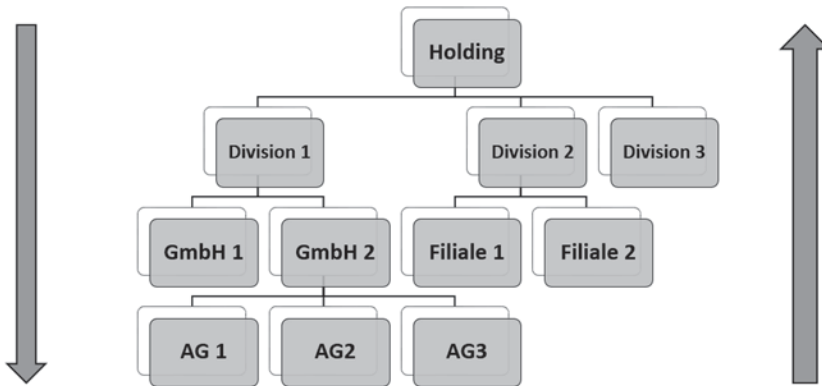 Holding
Division 1
Division 2
Division 3
GmbH 1
GmbH 2
Filiale 1
Filiale 2
AG 1
AG2
AG3